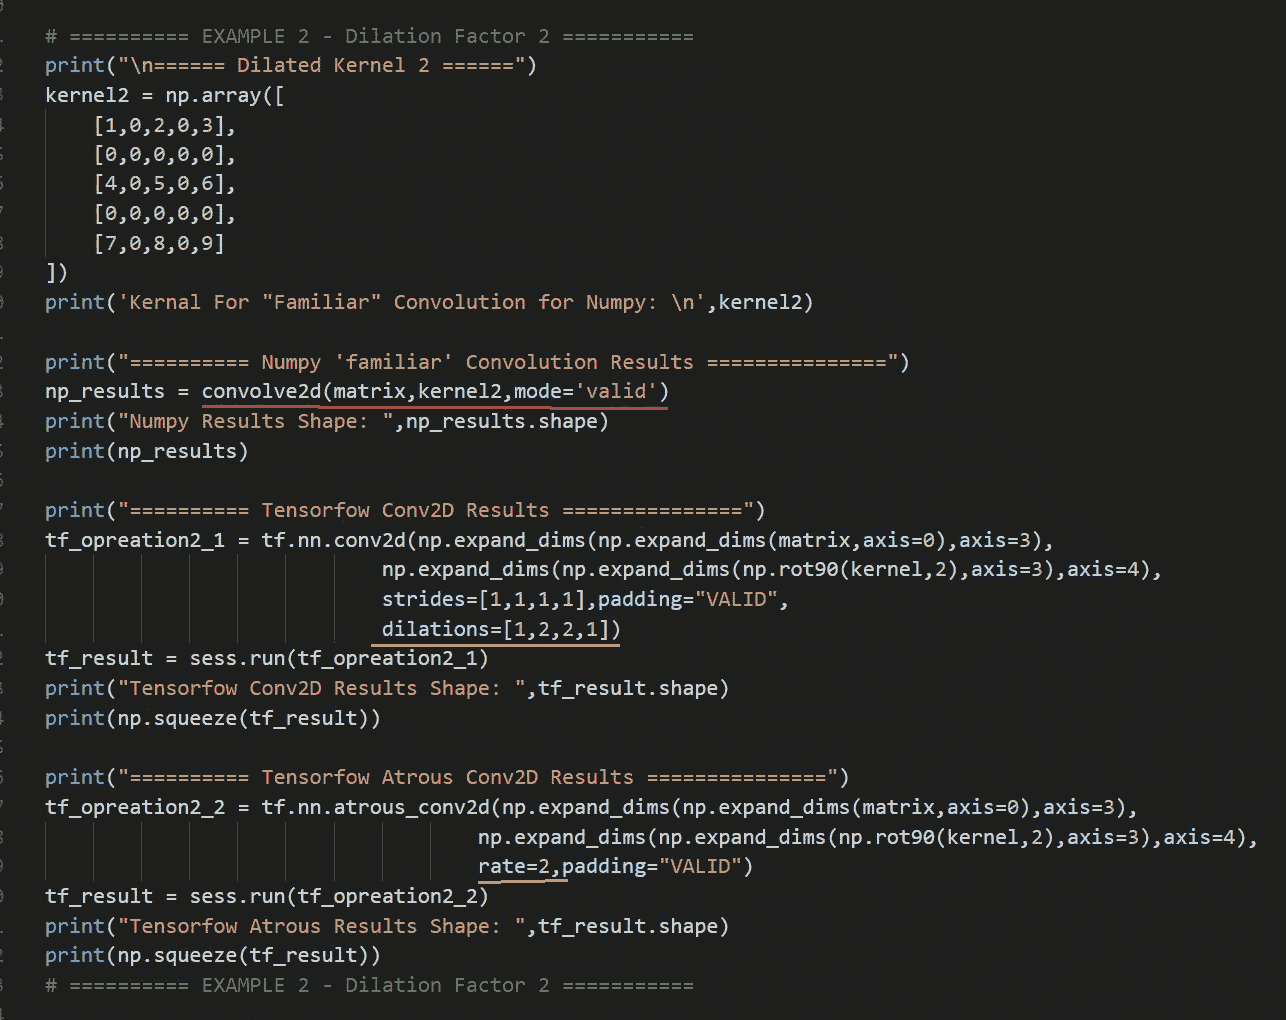 # ========== EXAMPLE 2 - Dilation Factor 2 ===========
print("\n====== Dilated Kernel 2 ======")
kernel2 = np.array([
[1,0,2,0,3],
[0,0,0,0,0],
[4,0,5,0,6],
[0,0,0,0,0],
[7,0,8,0,9]
])
print('Kernal For "Familiar" Convolution for Numpy: \n',kernel2)
print("========== Numpy 'familiar' Convolution Results ===============")
np_results = convolve2d(matrix,kernel2,mode='valid')
print("Numpy Results Shape: ",np_results.shape)
print(np_results)
print("========== Tensorfow Conv2D Results ===============")
tf_opreation2_1 = tf.nn.conv2d(np.expand_dims(np.expand_dims(matrix,axis=0),axis=3),
np.expand_dims(np.expand_dims(np.rot90(kernel,2),axis=3),axis=4),
strides=[1,1,1,1],padding="VALID",
dilations=[1,2,2,1])
tf_result = sess.run(tf_opreation2_1)
print("Tensorfow Conv2D Results Shape: ",tf_result.shape)
print(np.squeeze(tf_result))
print("========== Tensorfow Atrous Conv2D Results ===============")
tf_opreation2_2 = tf.nn.atrous_conv2d(np.expand_dims(np.expand_dims(matrix,axis=0),axis=3),
np.expand_dims(np.expand_dims(np.rot90(kernel,2),axis=3),axis=4),
rate=2,padding="VALID")
tf_result = sess.run(tf_opreation2_2)
print("Tensorfow Atrous Results Shape: ",tf_result.shape)
print(np.squeeze(tf_result))
# ========== EXAMPLE 2 - Dilation Factor 2 ===========